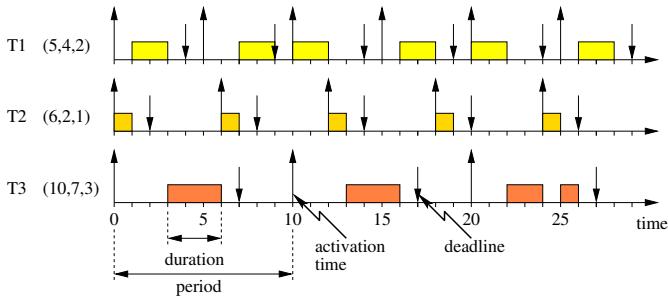 T1 (5,4,2)
T2 (6,2,1)
T3 (10,7,3)
0 5 10 15 20 25 time
activation time
deadline
duration
period